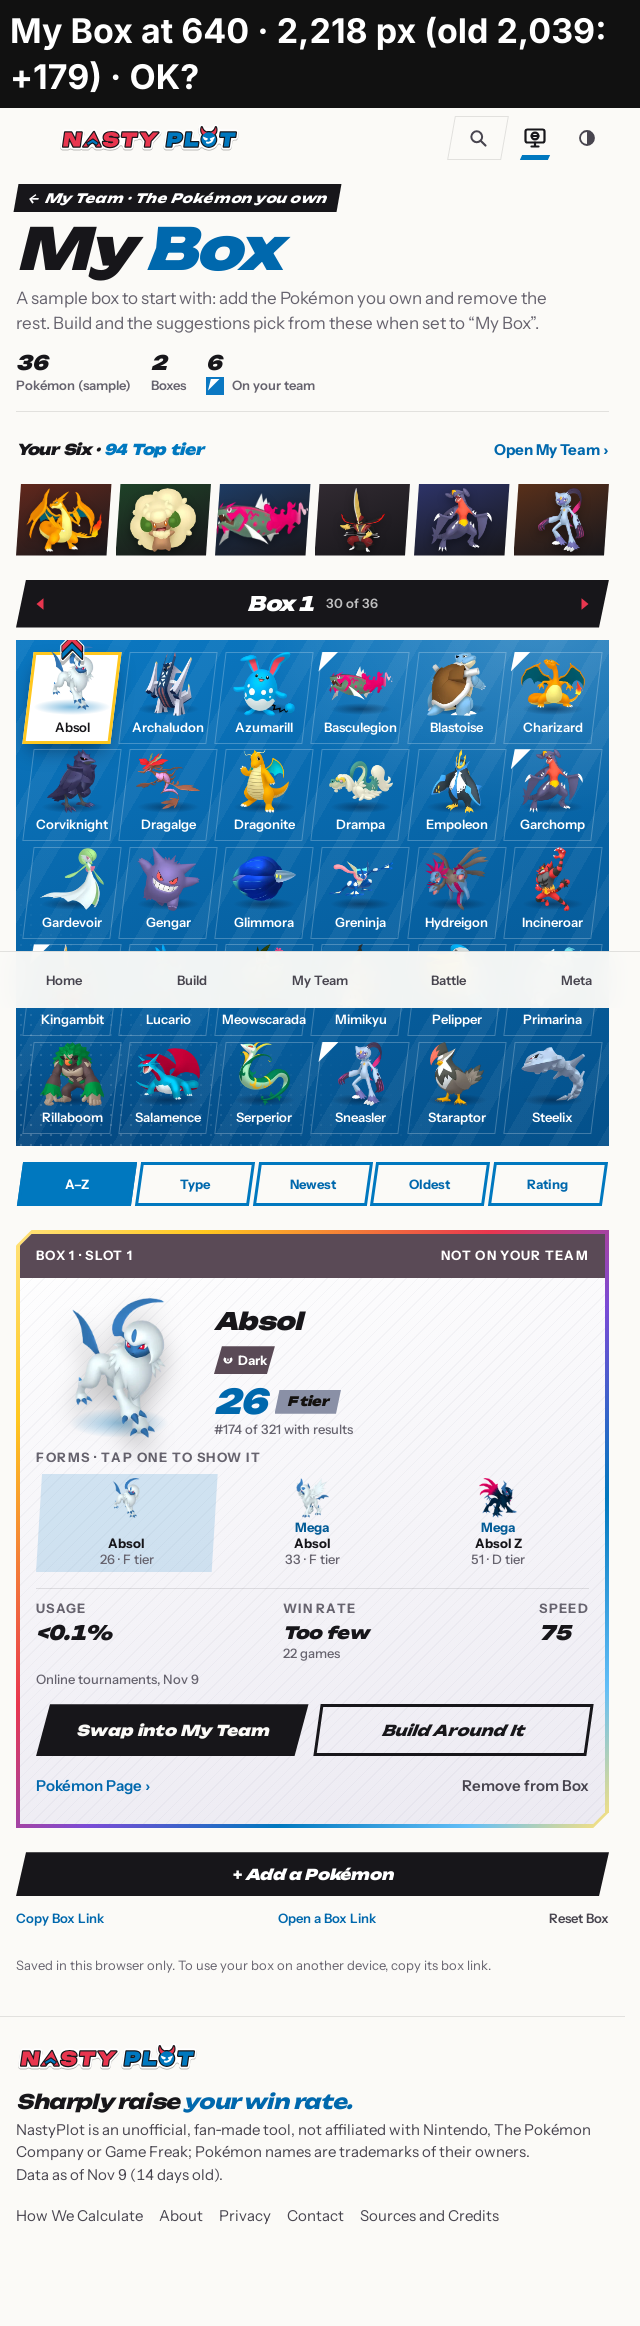 My Box at 640 · 2,218 px (old 2,039:
+179) · OK?
NASTY PLOT
← My Team · The Pokémon you own
My Box
A sample box to start with: add the Pokémon you own and remove the
rest. Build and the suggestions pick from these when set to “My Box”.
36 2 6
Pokémon (sample) Boxes On your team
Your Six · 94 Top tier Open My Team ›
Box 1 30 of 36
Absol Archaludon Azumarill Basculegion Blastoise Charizard
Corviknight Dragalge Dragonite Drampa Empoleon Garchomp
Gardevoir Gengar Glimmora Greninja Hydreigon Incineroar
Home Build My Team Battle Meta
Kingambit Lucario Meowscarada Mimikyu Pelipper Primarina
Rillaboom Salamence Serperior Sneasler Staraptor Steelix
A–Z Type Newest Oldest Rating
BOX 1 · SLOT 1 NOT ON YOUR TEAM
Absol
Dark
26 F tier
#174 of 321 with results
FORMS · TAP ONE TO SHOW IT
Mega Mega
Absol Absol Absol Z
26 · F tier 33 · F tier 51 · D tier
USAGE WIN RATE SPEED
<0.1% Too few 75
22 games
Online tournaments, Nov 9
Swap into My Team Build Around It
Pokémon Page › Remove from Box
+ Add a Pokémon
Copy Box Link Open a Box Link Reset Box
Saved in this browser only. To use your box on another device, copy its box link.
NASTY PLOT
Sharply raise your win rate.
NastyPlot is an unofficial, fan-made tool, not affiliated with Nintendo, The Pokémon
Company or Game Freak; Pokémon names are trademarks of their owners.
Data as of Nov 9 (14 days old).
How We Calculate About Privacy Contact Sources and Credits